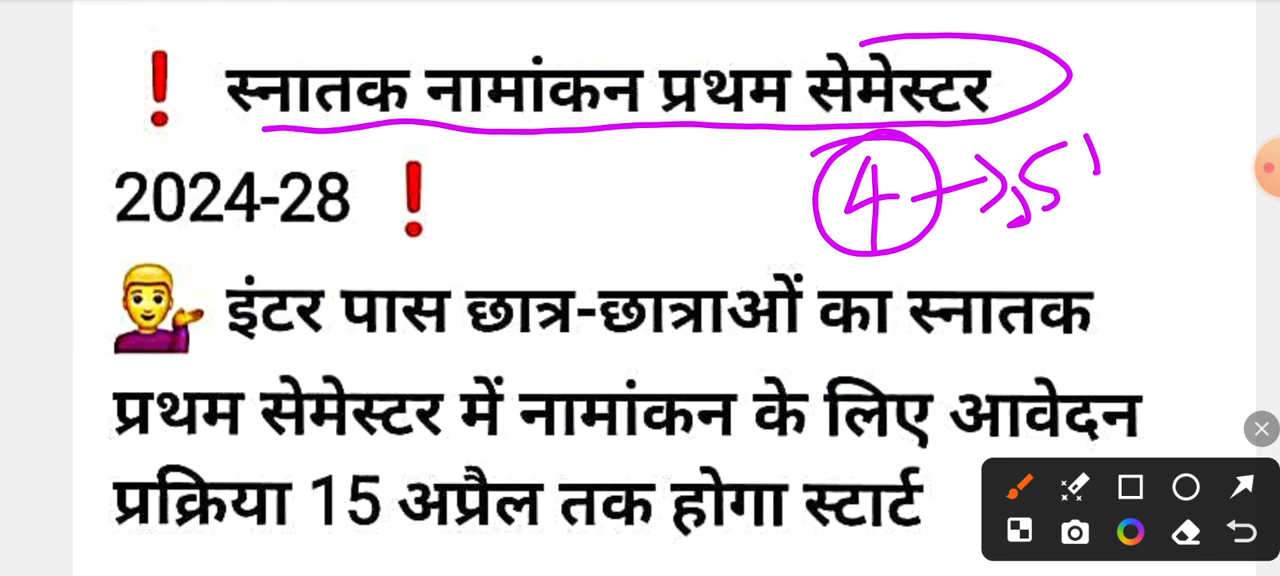 ❗ स्नातक नामांकन प्रथम सेमेस्टर
2024-28 ❗
4
इंटर पास छात्र-छात्राओं का स्नातक
प्रथम सेमेस्टर में नामांकन के लिए आवेदन
प्रक्रिया 15 अप्रैल तक होगा स्टार्ट